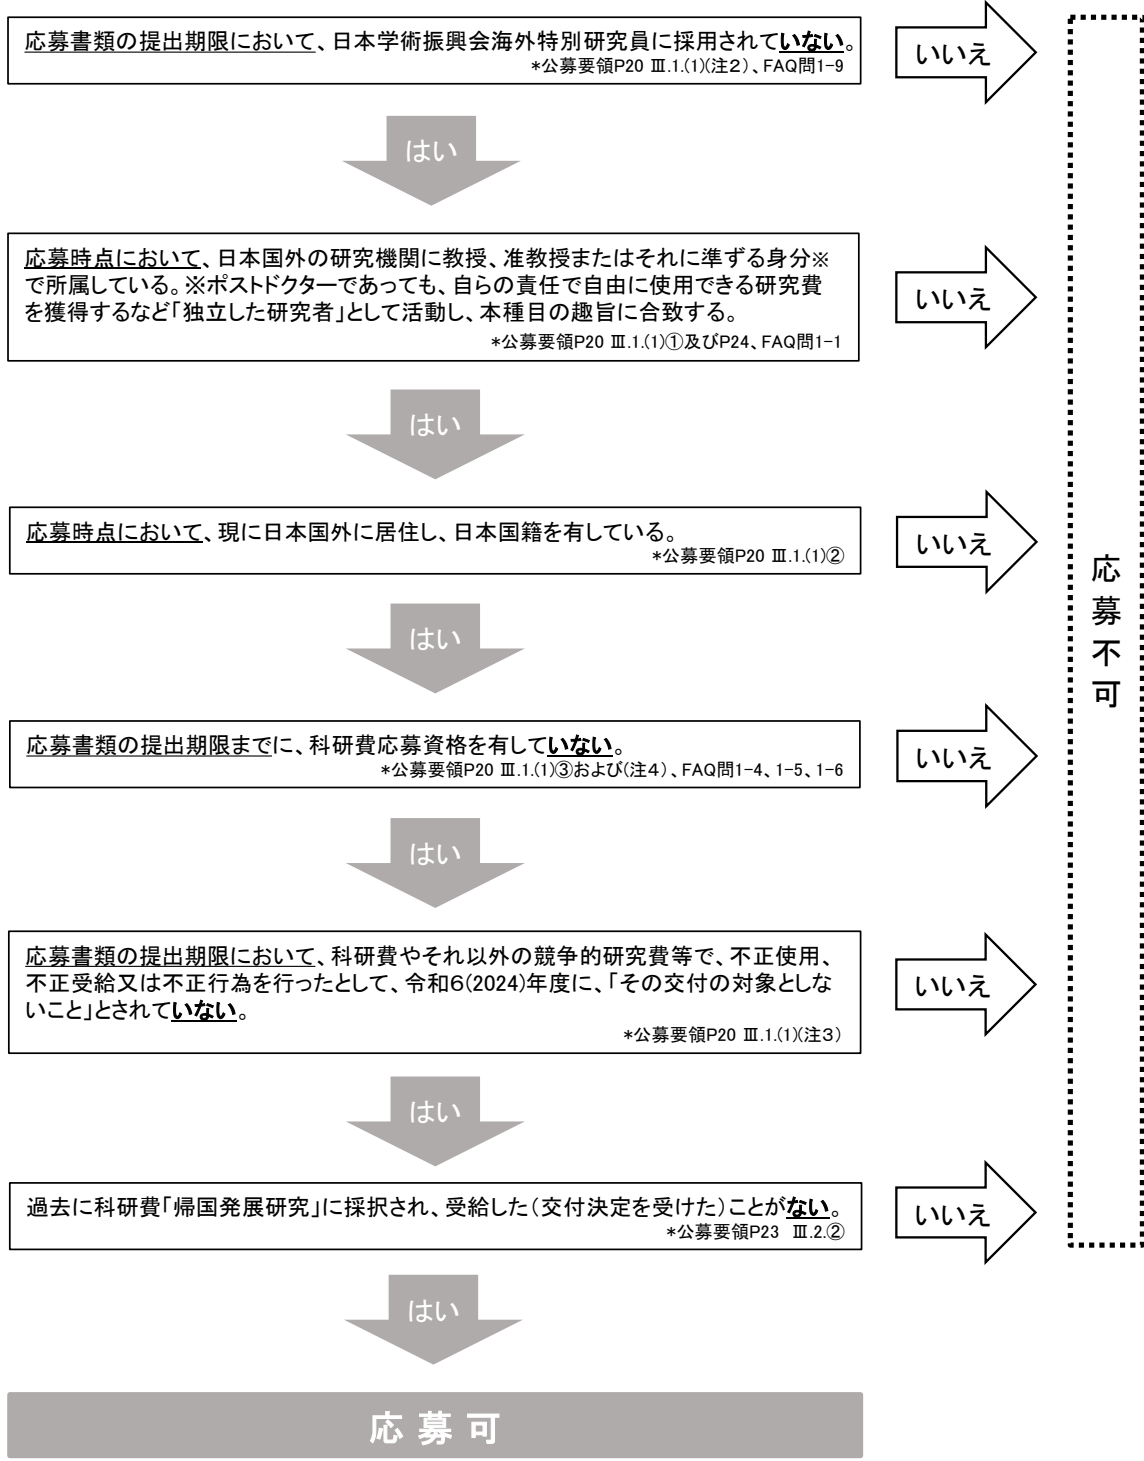 応募書類の提出期限において、日本学術振興会海外特別研究員に採用されていない。
いいえ
*公募要領P20 Ⅲ.1.(1)(注2)、FAQ問1-9
はい
応募時点において、日本国外の研究機関に教授、准教授またはそれに準ずる身分※
で所属している。※ポストドクターであっても、自らの責任で自由に使用できる研究費
を獲得するなど「独立した研究者」として活動し、本種目の趣旨に合致する。
*公募要領P20 Ⅲ.1.(1)①及びP24、FAQ問1-1
いいえ
はい
応募時点において、現に日本国外に居住し、日本国籍を有している。
*公募要領P20 Ⅲ.1.(1)②
いいえ
はい
応募書類の提出期限までに、科研費応募資格を有していない。
*公募要領P20 Ⅲ.1.(1)③および(注4)、FAQ問1-4、1-5、1-6
いいえ
はい
応募書類の提出期限において、科研費やそれ以外の競争的研究費等で、不正使用、
不正受給又は不正行為を行ったとして、令和6(2024)年度に、「その交付の対象としな
いこと」とされていない。
*公募要領P20 Ⅲ.1.(1)(注3)
いいえ
はい
過去に科研費「帰国発展研究」に採択され、受給した(交付決定を受けた)ことがない。
*公募要領P23 Ⅲ.2.②
いいえ
はい
応募可
応募不可